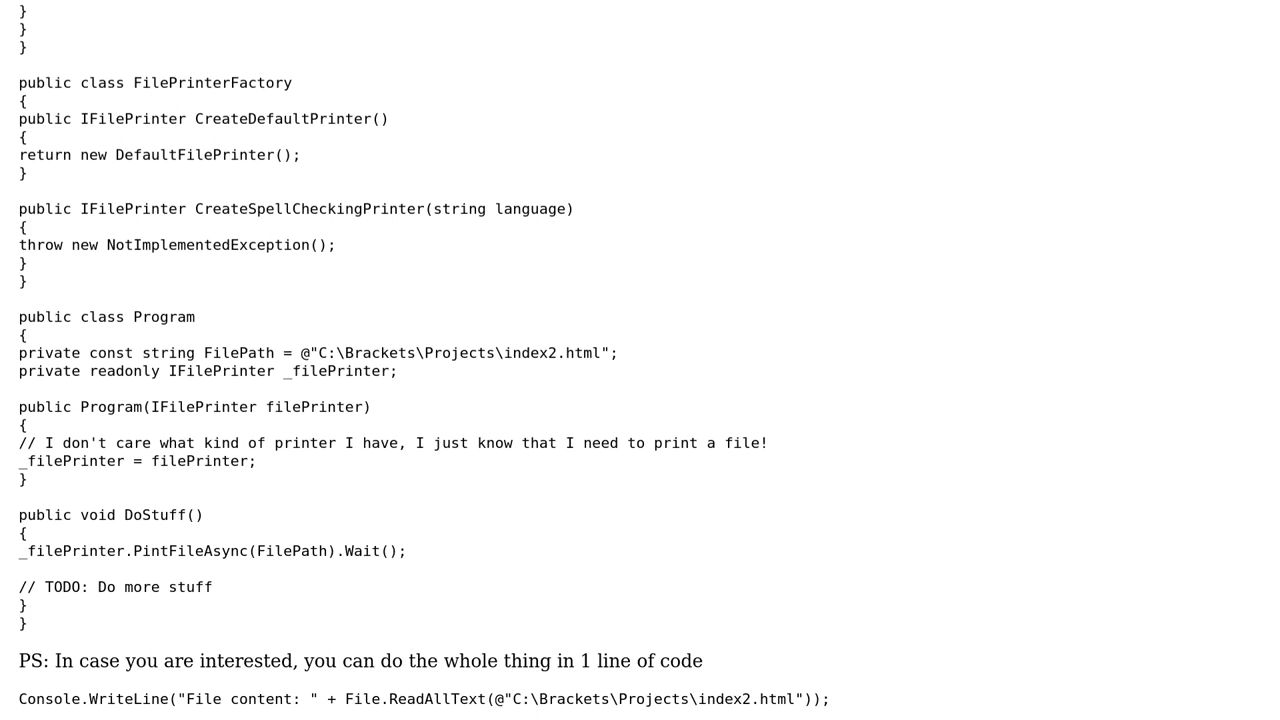 }
}
}
public class FilePrinterFactory
{
public IFilePrinter CreateDefaultPrinter()
{
return new DefaultFilePrinter();
}
public IFilePrinter CreateSpellCheckingPrinter(string language)
{
throw new NotImplementedException();
}
}
public class Program
{
private const string FilePath = @"C:\Brackets\Projects\index2.html";
private readonly IFilePrinter _filePrinter;
public Program(IFilePrinter filePrinter)
{
// I don't care what kind of printer I have, I just know that I need to print a file!
_filePrinter = filePrinter;
}
public void DoStuff()
{
_filePrinter.PintFileAsync(FilePath).Wait();
// TODO: Do more stuff
}
}
PS: In case you are interested, you can do the whole thing in 1 line of code
Console.WriteLine("File content: " + File.ReadAllText(@"C:\Brackets\Projects\index2.html"));